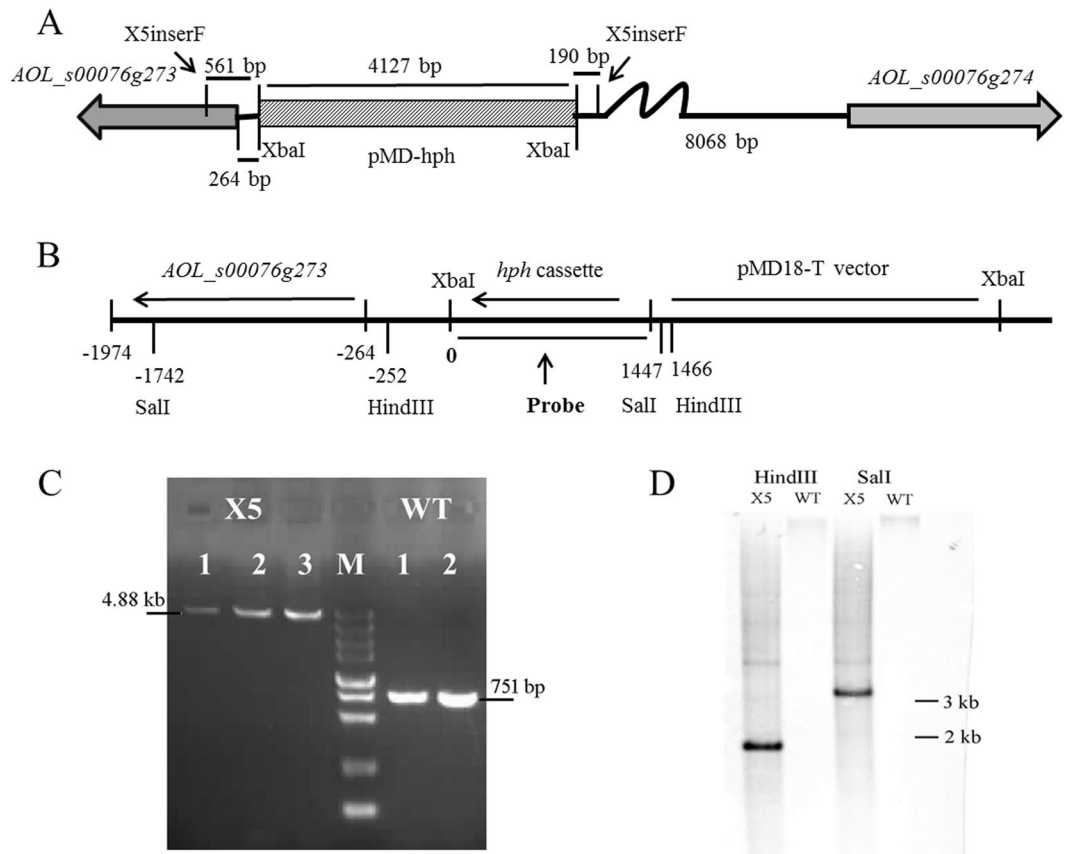 A
X5inserF
X5inserF
AOL_s00076g273
561 bp
4127 bp
190 bp
AOL_s00076g274
XbaI
pMD-hph
XbaI
8068 bp
264 bp
B
AOL_s00076g273
XbaI
hph cassette
pMD18-T vector
XbaI
-1974
-1742
SalI
-264
-252
HindIII
0
Probe
1447
SalI
1466
HindIII
C
X5
WT
1
2
3
M
1
2
4.88 kb
751 bp
D
HindIII
SalI
X5
WT
X5
WT
3 kb
2 kb